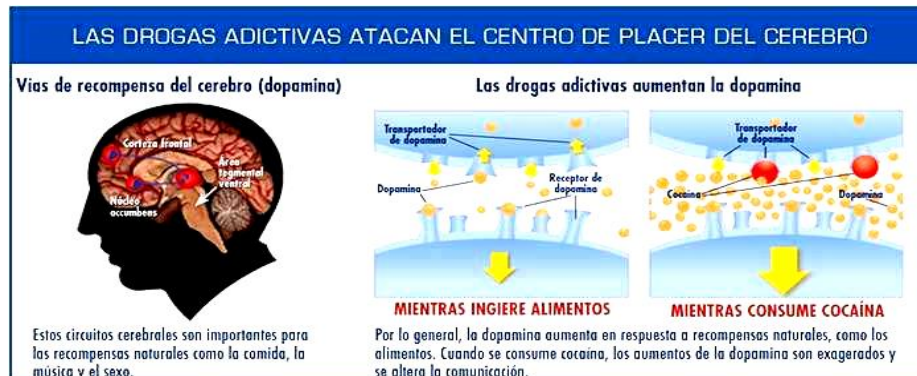 LAS DROGAS ADICTIVAS ATACAN EL CENTRO DE PLACER DEL CEREBRO
Vías de recompensa del cerebro (dopamina)
Corteza frontal
Área
tegmental
ventral
Núcleo
accumbens
Estos circuitos cerebrales son importantes para
las recompensas naturales como la comida, la
música y el sexo.
Las drogas adictivas aumentan la dopamina
Transportador
de dopamina
Dopamina
Receptor de
dopamina
MIENTRAS INGIERE ALIMENTOS
Transportador
de dopamina
Cocaína
Dopamina
MIENTRAS CONSUME COCAÍNA
Por lo general, la dopamina aumenta en respuesta a recompensas naturales, como los
alimentos. Cuando se consume cocaína, los aumentos de la dopamina son exagerados y
se altera la comunicación.